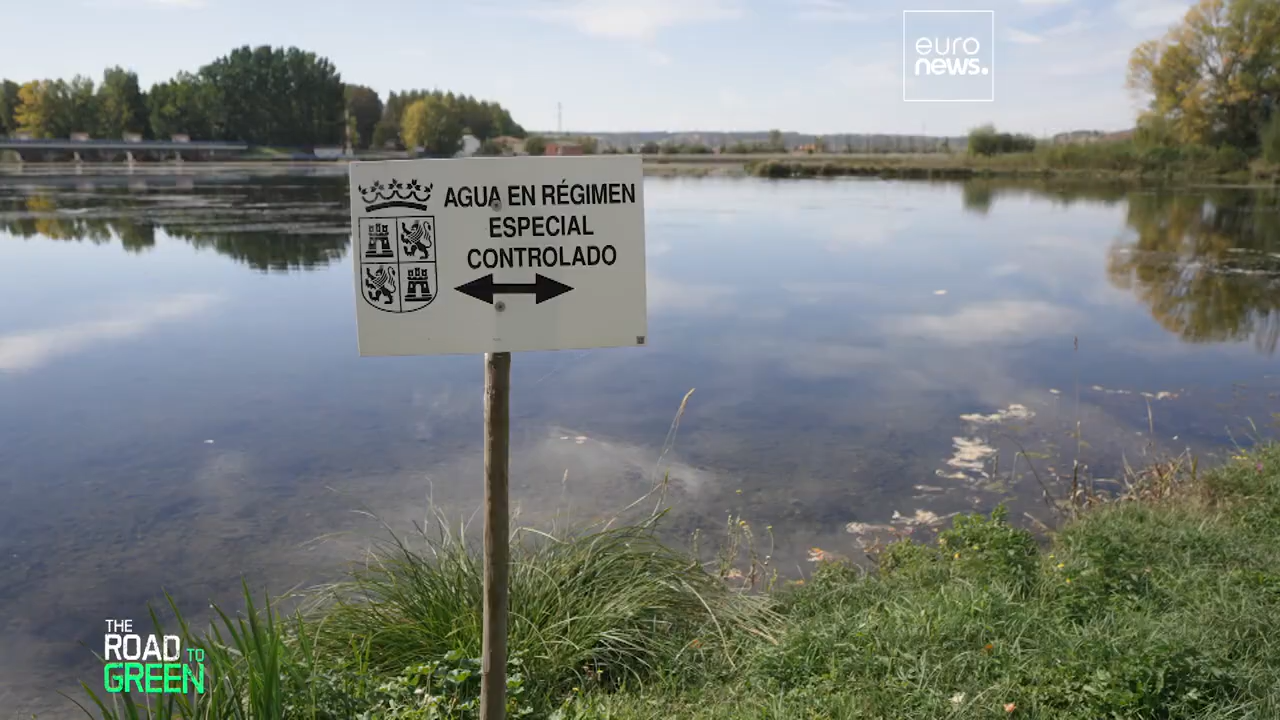 euro
news.
AGUA EN RÉGIMEN
ESPECIAL
CONTROLADO
THE
ROAD TO
GREEN